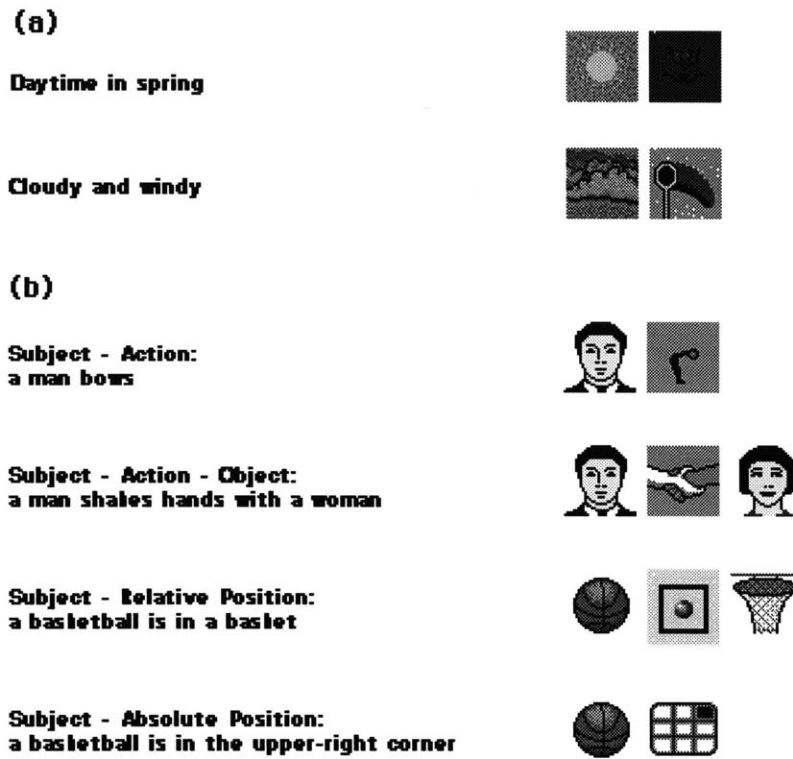 (a)
Daytime in spring
Cloudy and windy
(b)
Subject - Action:
a man bows
Subject - Action - Object:
a man shakes hands with a woman
Subject - Relative Position:
a basketball is in a basket
Subject - Absolute Position:
a basketball is in the upper-right corner